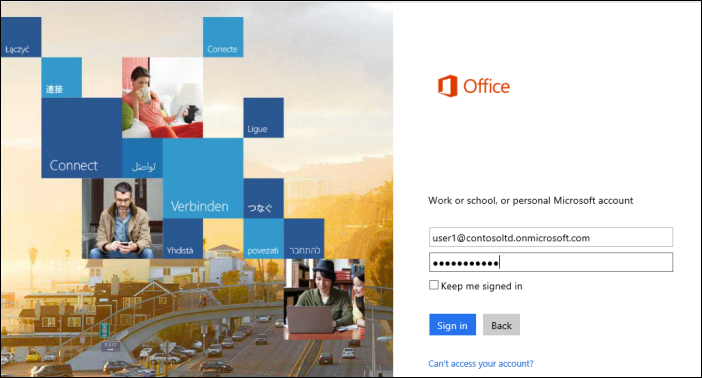 Łączyć
Conecte
連接
Ligue
Connect
تواصل
Verbinden
つなぐ
Yhdistä
povezati
להתחבר
Office
Work or school, or personal Microsoft account
user1@contosoltd.onmicrosoft.com
Keep me signed in
Sign in
Back
Can't access your account?